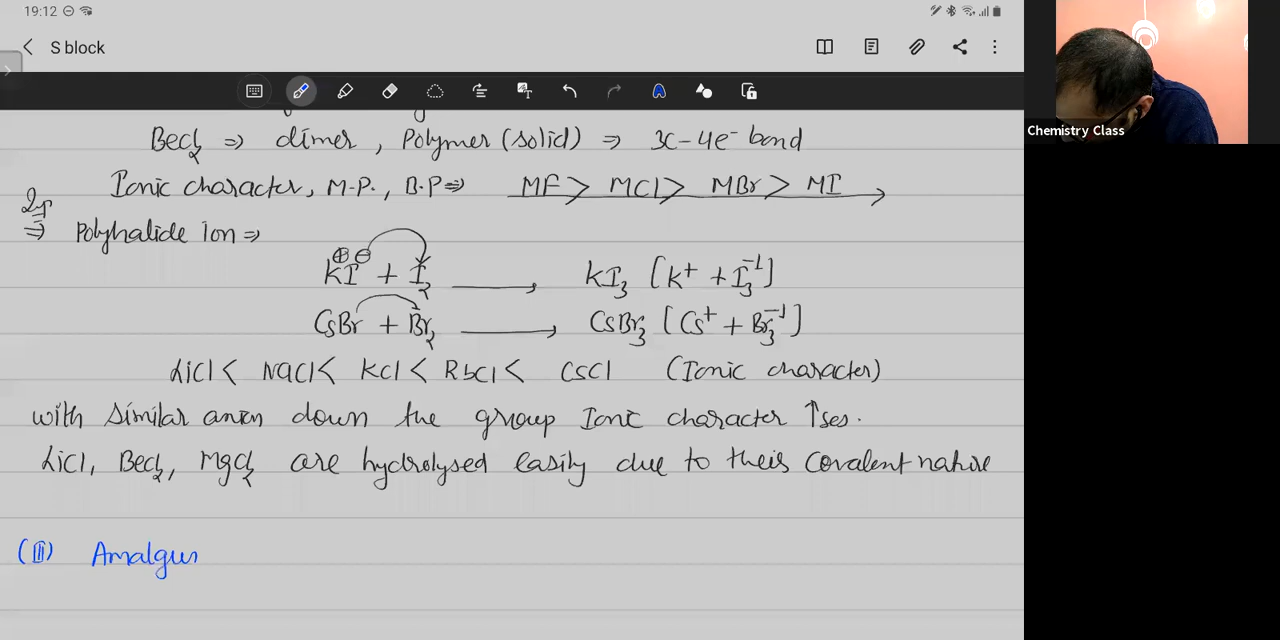 19:12
S block
Chemistry Class
BeCl₂ ⇒ dimer, Polymer (solid) ⇒ 3c-4e⁻ bond
Ionic character, M.P., B.P ⇒ MF > MCl > MBr > MI
⇒ Polyhalide ion ⇒
KI + I₂ ⟶ KI₃ [K⁺ + I₃⁻¹]
CsBr + Br₂ ⟶ CsBr₃ [Cs⁺ + Br₃⁻¹]
LiCl < NaCl < KCl < RbCl < CsCl (Ionic character)
with similar anion down the group Ionic character ↑ses.
LiCl, BeCl₂, MgCl₂ are hydrolysed easily due to their covalent nature
(III) Amalgum